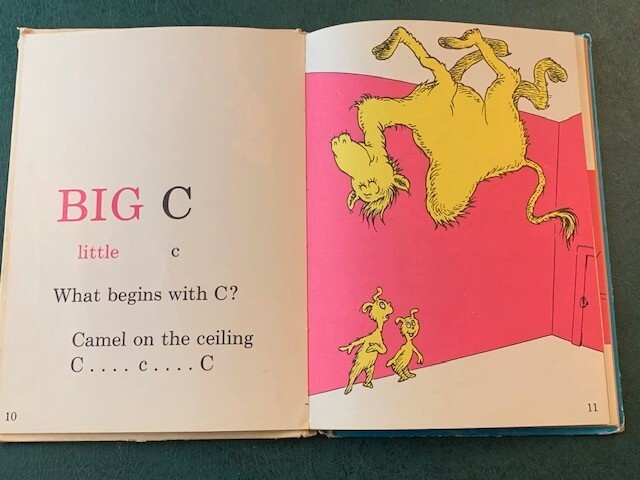 BIG C
little c
What begins with C?
Camel on the ceiling
C . . . . c . . . . C
10
11